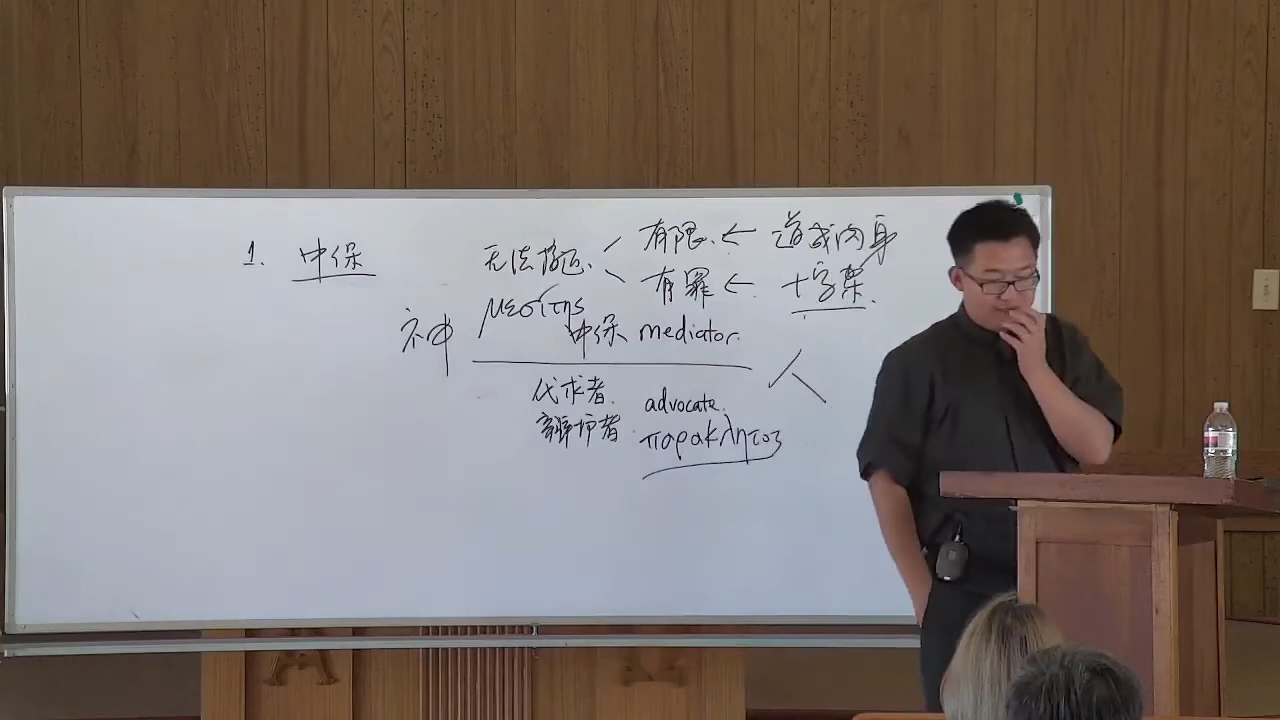 1. 中保
无法接近. < 有限. ← 道成肉身
有罪 ← 十字架.
μεσίτης
神 中保 mediator. 人
代求者. advocate.
辩护者. παρακλητος